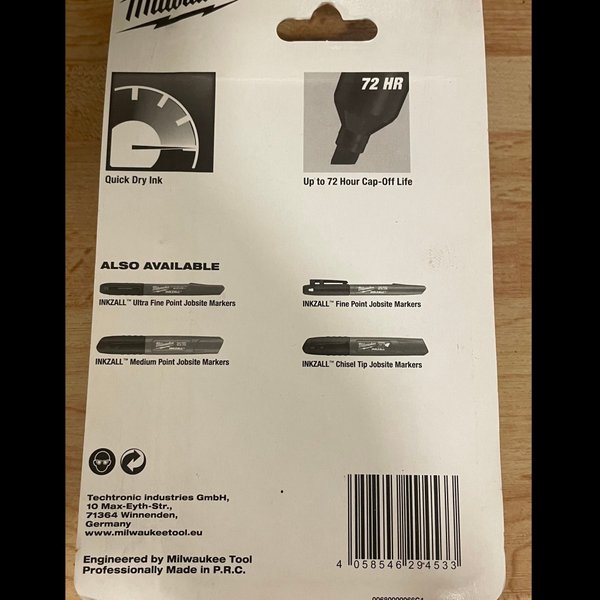 Milwaukee
72 HR
Quick Dry Ink
Up to 72 Hour Cap-Off Life
ALSO AVAILABLE
INKZALL™ Ultra Fine Point Jobsite Markers
INKZALL™ Fine Point Jobsite Markers
INKZALL™ Medium Point Jobsite Markers
INKZALL™ Chisel Tip Jobsite Markers
Techtronic industries GmbH,
10 Max-Eyth-Str.,
71364 Winnenden,
Germany
www.milwaukeetool.eu
Engineered by Milwaukee Tool
Professionally Made in P.R.C.
4 058546 294533